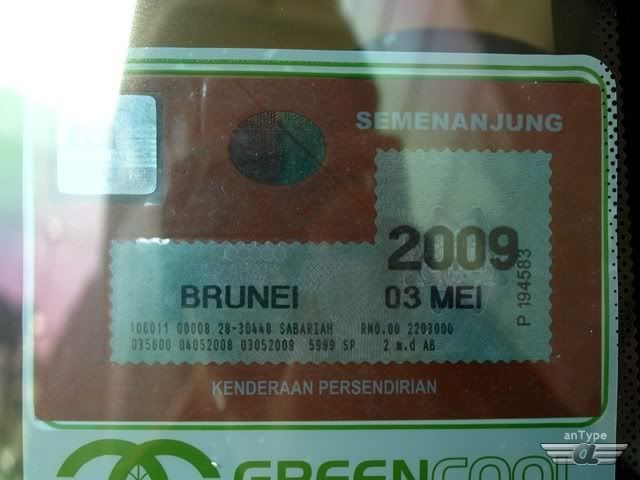 SEMENANJUNG
2009
BRUNEI 03 MEI
P 194583
106011 00008 28-30448 SABARIAH RM0.00 2203000
035600 04052008 03052009 5999 SP 2 m.d AB
KENDERAAN PERSENDIRIAN
GREENCOOL
anType
a